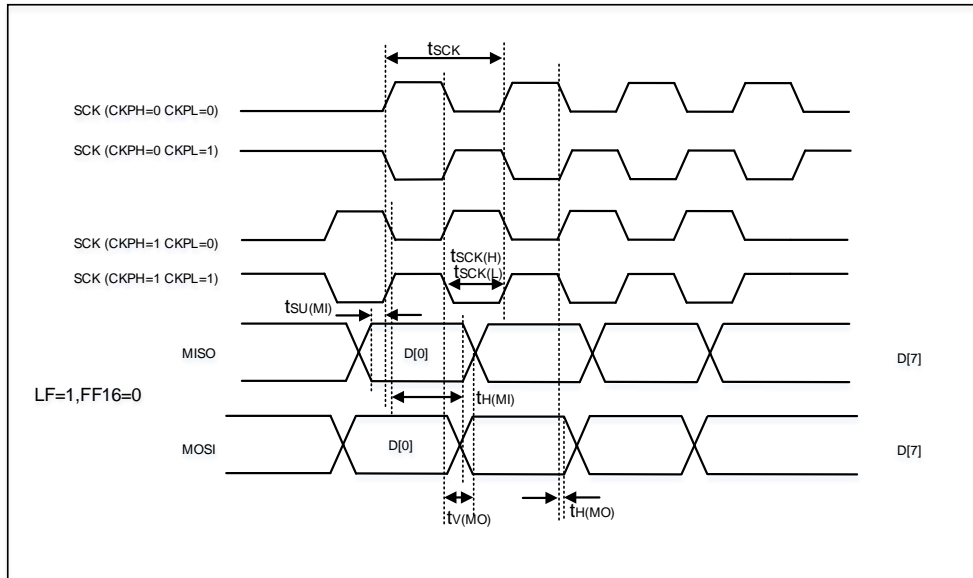 tSCK
SCK (CKPH=0 CKPL=0)
SCK (CKPH=0 CKPL=1)
SCK (CKPH=1 CKPL=0)
tSCK(H)
tSCK(L)
SCK (CKPH=1 CKPL=1)
tSU(MI)
MISO
D[0]
D[7]
LF=1,FF16=0
tH(MI)
MOSI
D[0]
D[7]
tV(MO)
tH(MO)